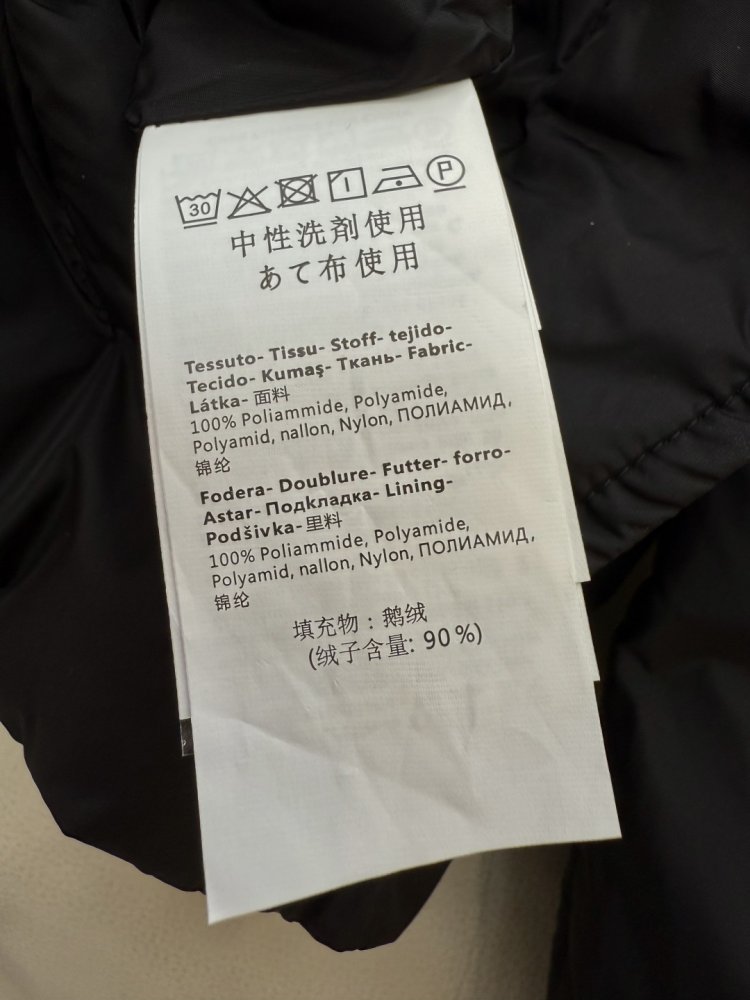 30 P
中性洗剤使用
あて布使用
Tessuto- Tissu- Stoff- tejido-
Tecido- Kumaş- Ткань- Fabric-
Látka- 面料
100% Poliammide, Polyamide,
Polyamid, nallon, Nylon, ПОЛИАМИД,
锦纶
Fodera- Doublure- Futter- forro-
Astar- Подкладка- Lining-
Podšivka- 里料
100% Poliammide, Polyamide,
Polyamid, nallon, Nylon, ПОЛИАМИД,
锦纶
填充物：鹅绒
(绒子含量: 90%)